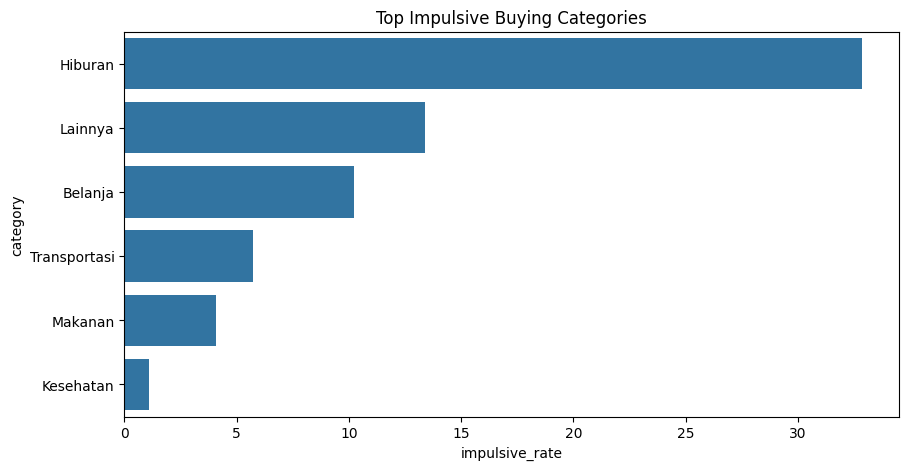 Top Impulsive Buying Categories
category
Hiburan
Lainnya
Belanja
Transportasi
Makanan
Kesehatan
0 5 10 15 20 25 30
impulsive_rate